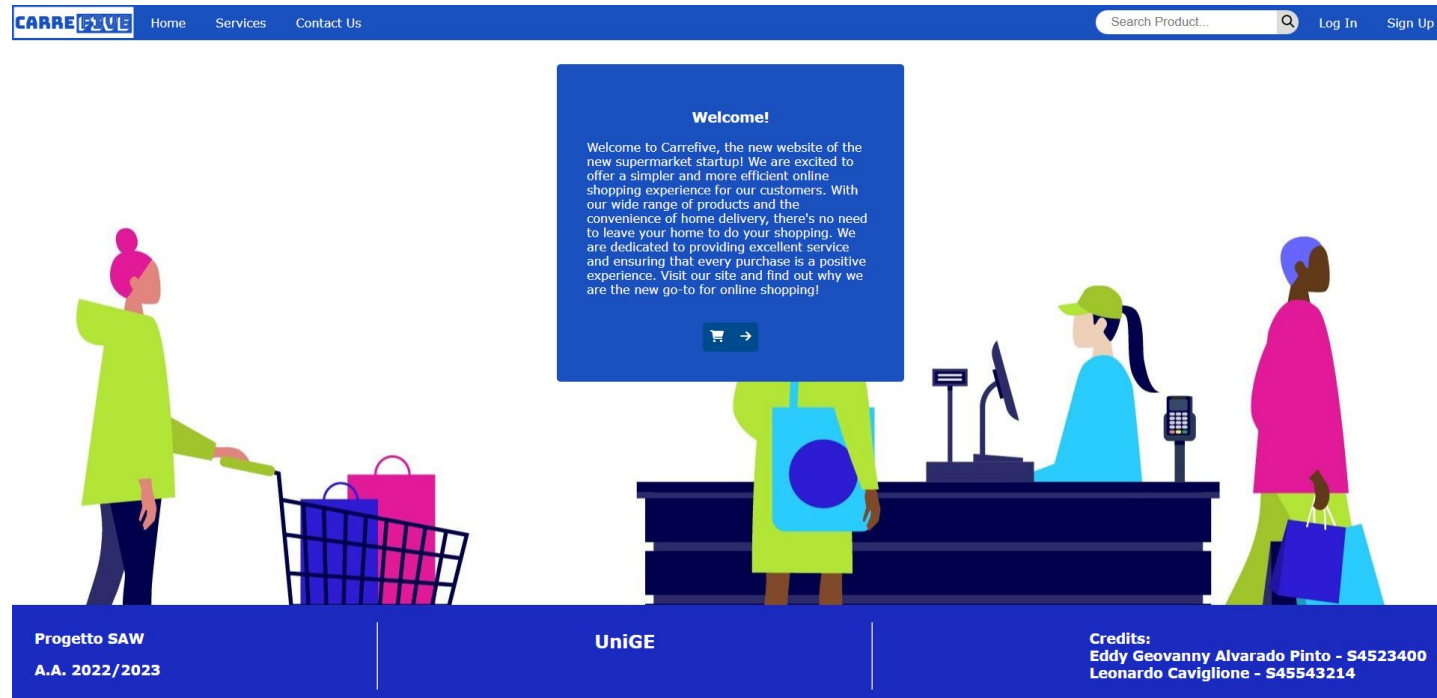 CARREFIVE Home Services Contact Us Search Product... Log In Sign Up
Welcome!
Welcome to Carrefive, the new website of the
new supermarket startup! We are excited to
offer a simpler and more efficient online
shopping experience for our customers. With
our wide range of products and the
convenience of home delivery, there's no need
to leave your home to do your shopping. We
are dedicated to providing excellent service
and ensuring that every purchase is a positive
experience. Visit our site and find out why we
are the new go-to for online shopping!
Progetto SAW
A.A. 2022/2023
UniGE
Credits:
Eddy Geovanny Alvarado Pinto - S4523400
Leonardo Caviglione - S45543214